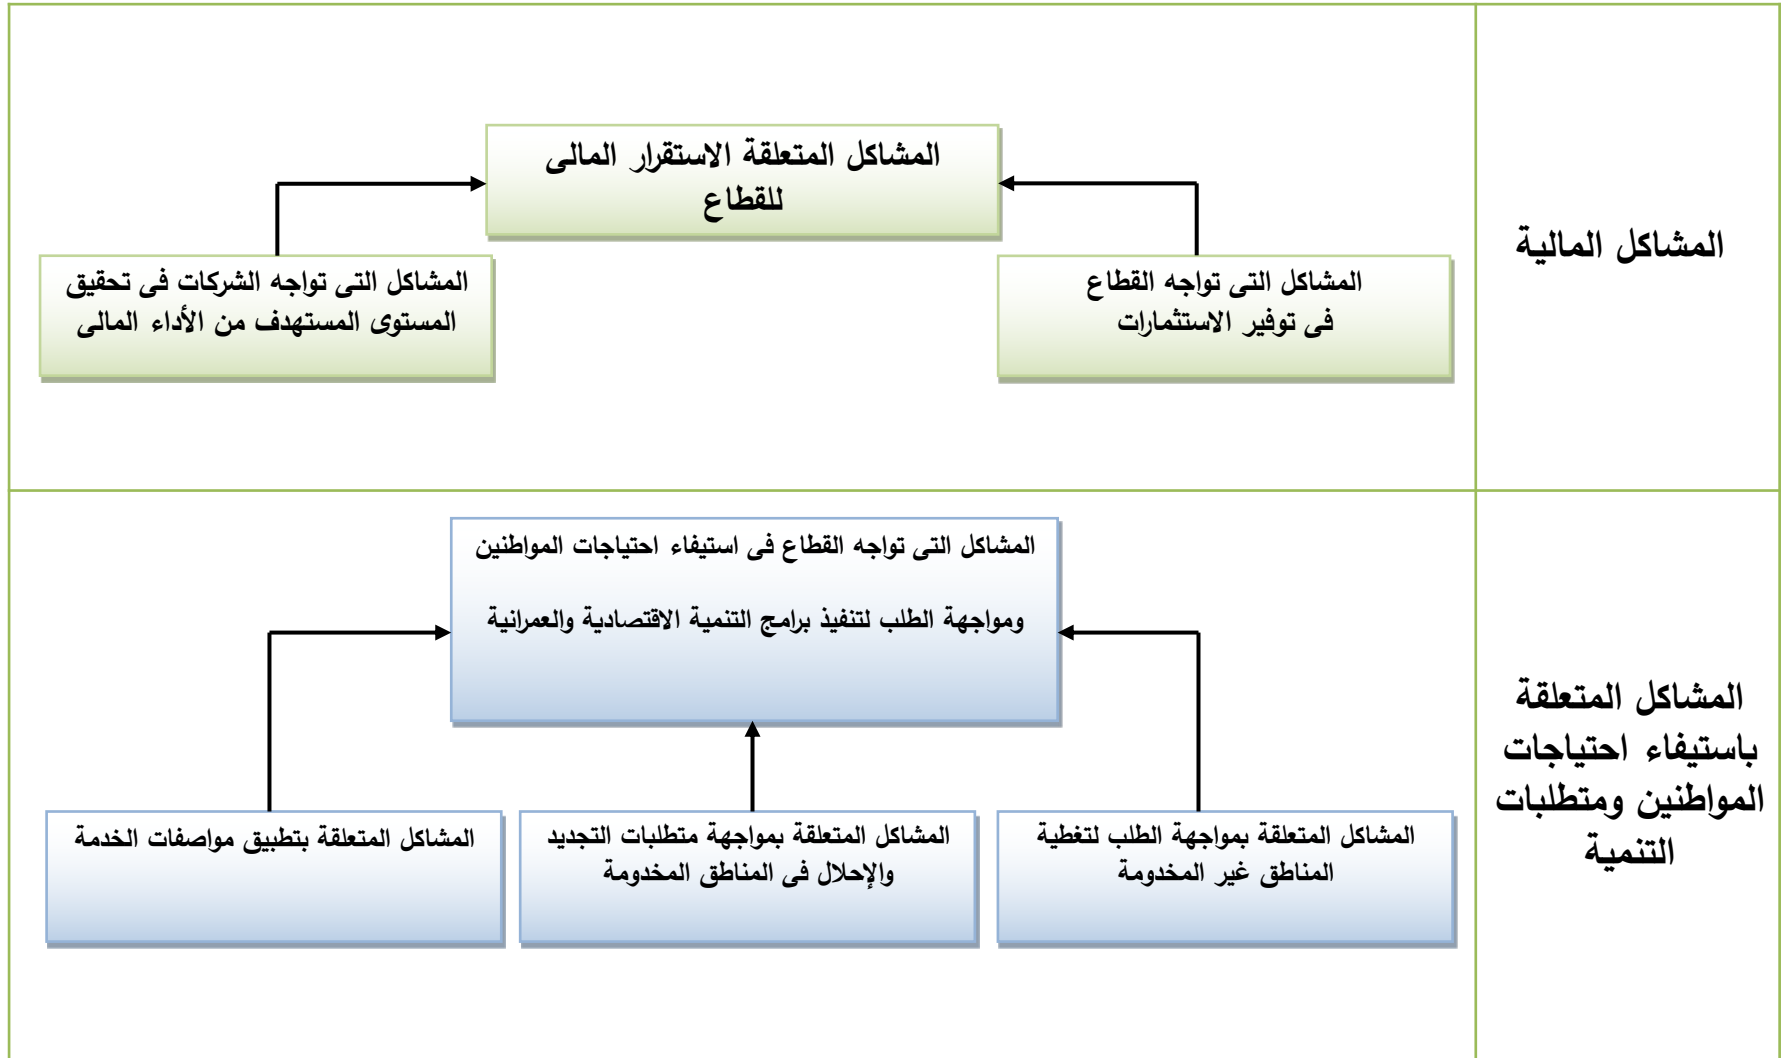 المشاكل المالية
المشاكل المتعلقة الاستقرار المالى
للقطاع
المشاكل التى تواجه القطاع
فى توفير الاستثمارات
المشاكل التى تواجه الشركات فى تحقيق
المستوى المستهدف من الأداء المالى
المشاكل المتعلقة
باستيفاء احتياجات
المواطنين ومتطلبات
التنمية
المشاكل التى تواجه القطاع فى استيفاء احتياجات المواطنين
ومواجهة الطلب لتنفيذ برامج التنمية الاقتصادية والعمرانية
المشاكل المتعلقة بمواجهة الطلب لتغطية
المناطق غير المخدومة
المشاكل المتعلقة بمواجهة متطلبات التجديد
والإحلال فى المناطق المخدومة
المشاكل المتعلقة بتطبيق مواصفات الخدمة